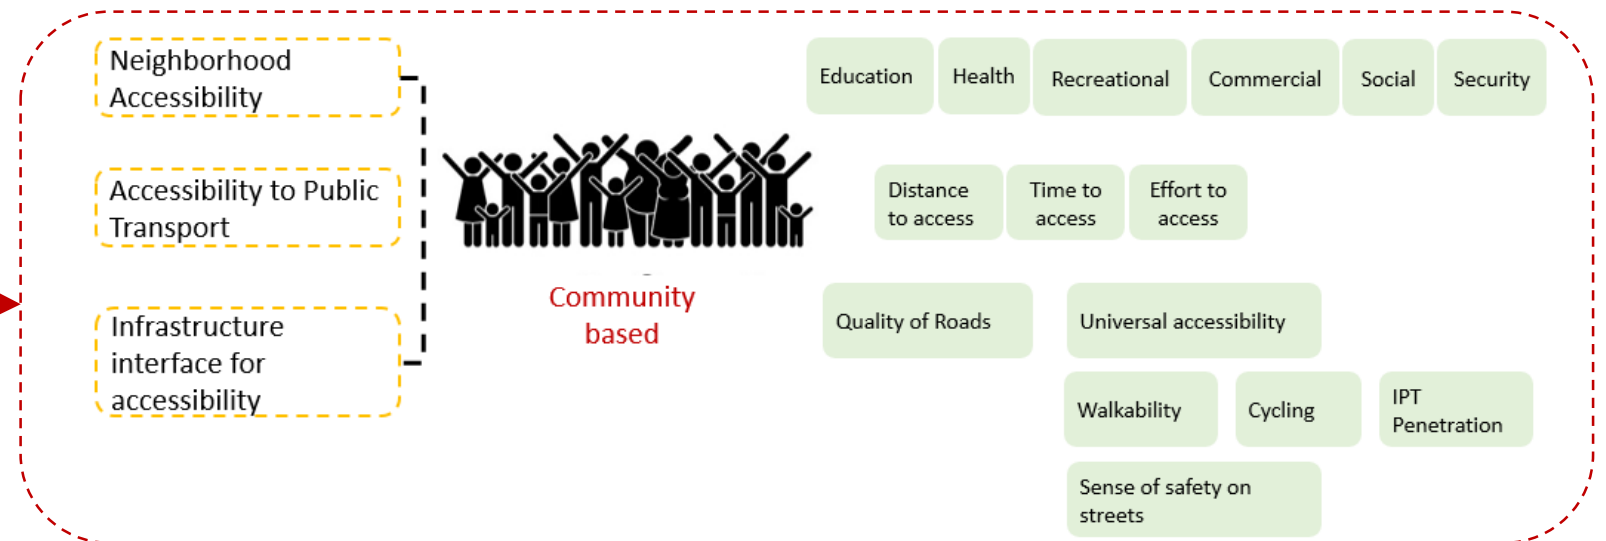 Neighborhood
Accessibility
Education
Health
Recreational
Commercial
Social
Security
Accessibility to Public
Transport
Distance
to access
Time to
access
Effort to
access
Community
based
Infrastructure
interface for
accessibility
Quality of Roads
Universal accessibility
Walkability
Cycling
IPT
Penetration
Sense of safety on
streets